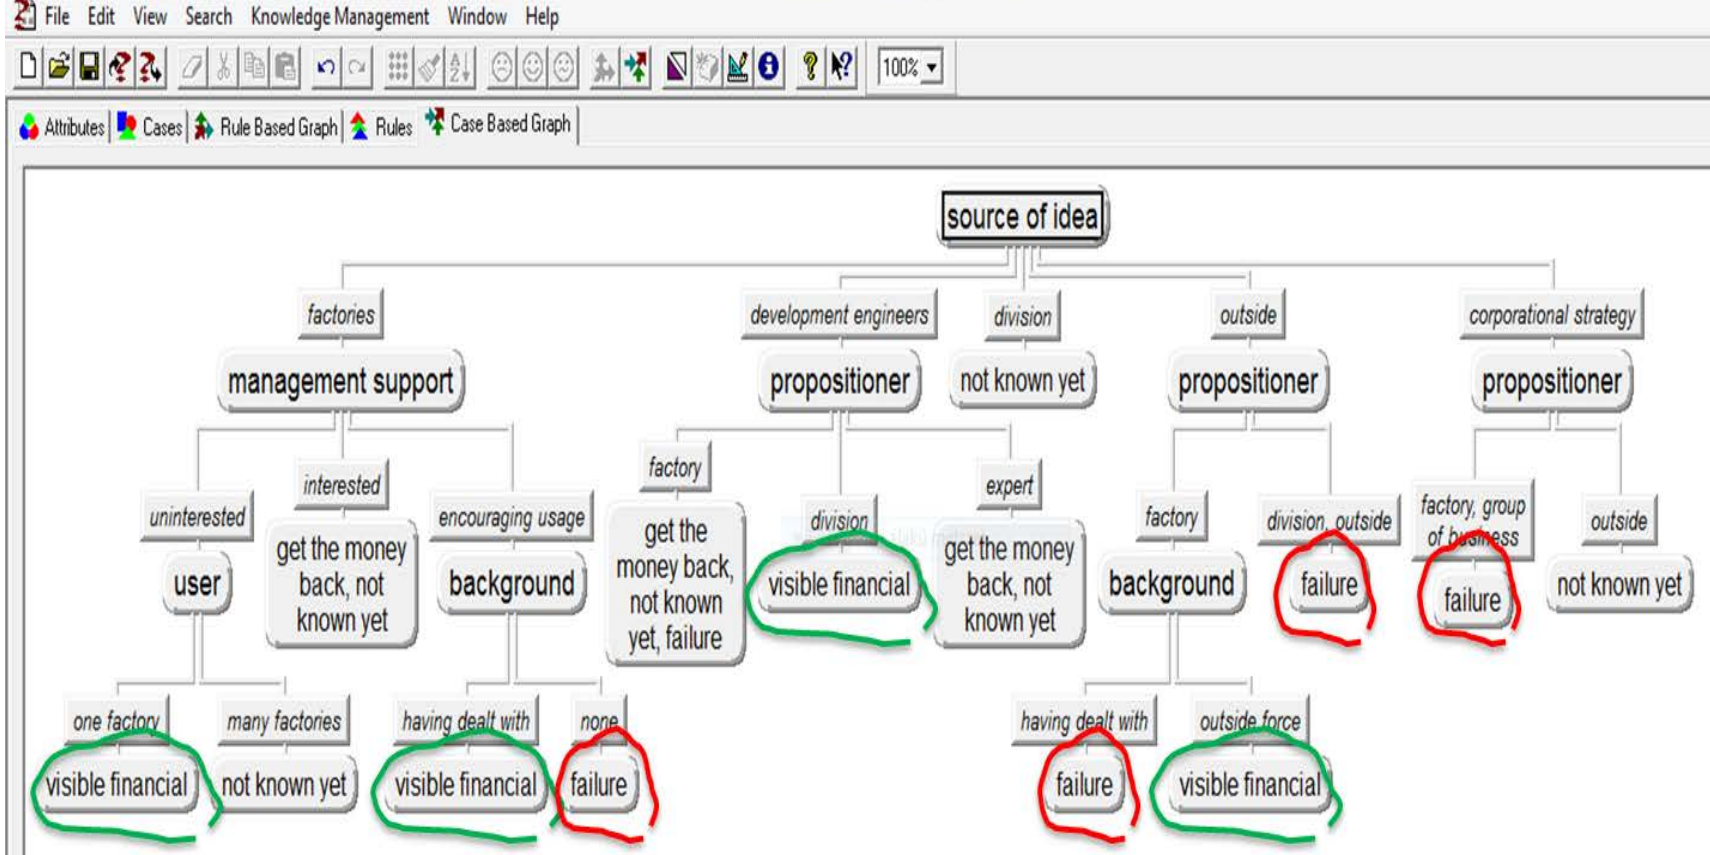 File Edit View Search Knowledge Management Window Help
100%
Attributes Cases Rule Based Graph Rules Case Based Graph
source of idea
factories
development engineers
division
outside
corporational strategy
management support
propositioner
not known yet
propositioner
propositioner
uninterested
interested
encouraging usage
factory
division
expert
factory
division, outside
factory, group
of business
outside
user
get the money
back, not
known yet
background
get the
money back,
not known
yet, failure
visible financial
get the money
back, not
known yet
background
failure
failure
not known yet
one factory
many factories
having dealt with
none
having dealt with
outside force
visible financial
not known yet
visible financial
failure
failure
visible financial